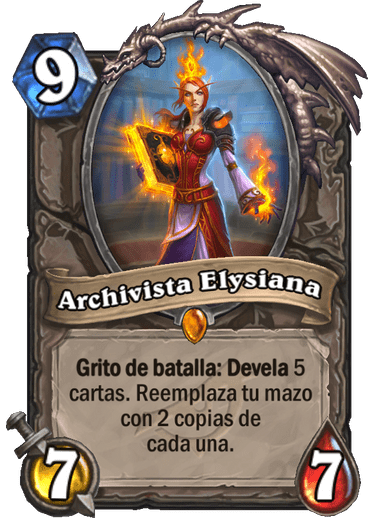 9
Archivista Elysiana
Grito de batalla: Devela 5
cartas. Reemplaza tu mazo
con 2 copias de
cada una.
7
7